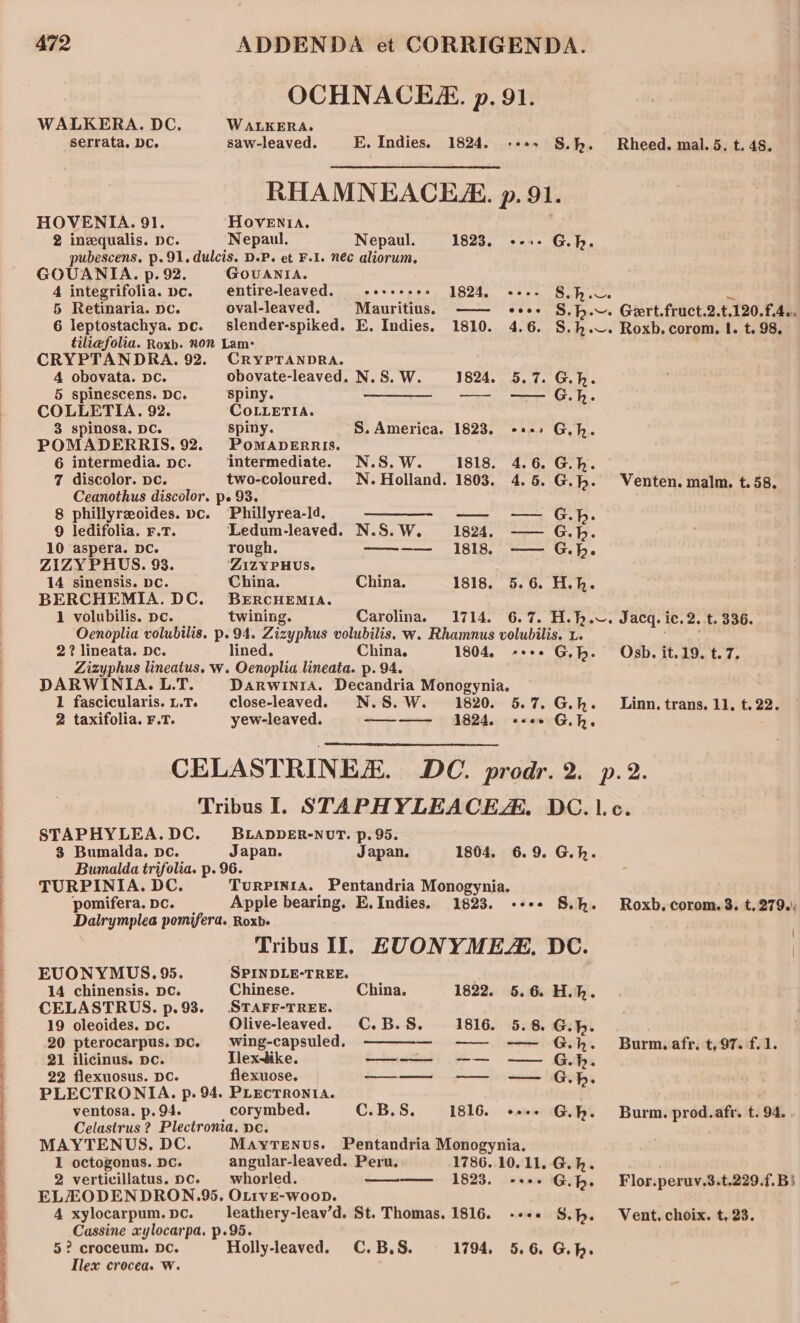 472 ADDENDA et CORRIGENDA.
OCHNACEÆ. p. 91.
WALKERA. DC. WALKERA.
serrata. DC. saw-leaved. E. Indies. 1824. .... S.♄. Rheed. mal. 5. t. 48.
RHAMNEACEÆ. p. 91.
HOVENIA. 91. HOVENIA.
2 inæqualis. DC. Nepaul. Nepaul. 1823. .... G.♄.
pubescens. p. 91. dulcis. D.P. et F.I. nec aliorum.
GOUANIA. p. 92. GOUANIA.
4 integrifolia. DC. entire-leaved. ........ 1824. .... S.♄.⌣.
5 Retinaria. DC. oval-leaved. Mauritius. —— .... S.♄.⌣. Gært.fruct.2.t.120.f.4..
6 leptostachya. DC. slender-spiked. E. Indies. 1810. 4.6. S.♄.⌣. Roxb. corom. 1. t. 98.
tiliæfolia. Roxb. non Lam.
CRYPTANDRA. 92. CRYPTANDRA.
4 obovata. DC. obovate-leaved. N. S. W. 1824. 5. 7. G.♄.
5 spinescens. DC. spiny. ——— —— —— G.♄.
COLLETIA. 92. COLLETIA.
3 spinosa. DC. spiny. S. America. 1823. .... G.♄.
POMADERRIS. 92. POMADERRIS.
6 intermedia. DC. intermediate. N.S.W. 1818. 4. 6. G.♄.
7 discolor. DC. two-coloured. N. Holland. 1803. 4. 5. G.♄. Venten. malm. t. 58.
Ceanothus discolor. p. 93.
8 phillyræoides. DC. Phillyrea-ld. ——— —— —— G.♄.
9 ledifolia. F.T. Ledum-leaved. N.S.W. 1824. —— G.♄.
10 aspera. DC. rough. —— —— 1818. —— G.♄.
ZIZYPHUS. 93. ZIZYPHUS.
14 sinensis. DC. China. China. 1818. 5. 6. H.♄.
BERCHEMIA. DC. BERCHEMIA.
1 volubilis. DC. twining. Carolina. 1714. 6. 7. H.♄.⌣. Jacq. ic. 2. t. 336.
Oenoplia volubilis. p. 94. Zizyphus volubilis. w. Rhamnus volubilis. L.
2? lineata. DC. lined. China. 1804. .... G.♄. Osb. it. 19. t. 7.
Zizyphus lineatus. w. Oenoplia lineata. p. 94.
DARWINIA. L.T. DARWINIA. Decandria Monogynia.
1 fascicularis. L.T. close-leaved. N. S. W. 1820. 5. 7. G.♄. Linn. trans. 11. t. 22.
2 taxifolia. F.T. yew-leaved. —— —— 1824. .... G.♄.
CELASTRINEÆ. DC. prodr. 2. p. 2.
Tribus I. STAPHYLEACEÆ. DC. l. c.
STAPHYLEA. DC. BLADDER-NUT. p. 95.
3 Bumalda. DC. Japan. Japan. 1804. 6. 9. G.♄.
Bumalda trifolia. p. 96.
TURPINIA. DC. TURPINIA. Pentandria Monogynia.
pomifera. DC. Apple bearing. E. Indies. 1823. .... S.♄. Roxb. corom. 3. t. 279.
Dalrymplea pomifera. Roxb.
Tribus II. EUONYMEÆ. DC.
EUONYMUS. 95. SPINDLE-TREE.
14 chinensis. DC. Chinese. China. 1822. 5. 6. H.♄.
CELASTRUS. p. 93. STAFF-TREE.
19 oleoides. DC. Olive-leaved. C. B. S. 1816. 5. 8. G.♄.
20 pterocarpus. DC. wing-capsuled. ——— —— —— G.♄. Burm. afr. t. 97. f. 1.
21 ilicinus. DC. Ilex-like. —— —— —— —— G.♄.
22 flexuosus. DC. flexuose. —— —— —— —— G.♄.
PLECTRONIA. p. 94. PLECTRONIA.
ventosa. p. 94. corymbed. C.B.S. 1816. .... G.♄. Burm. prod. afr. t. 94.
Celastrus? Plectronia. DC.
MAYTENUS. DC. MAYTENUS. Pentandria Monogynia.
1 octogonus. DC. angular-leaved. Peru. 1786. 10. 11. G.♄.
2 verticillatus. DC. whorled. —— —— 1823. .... G.♄. Flor.peruv.3.t.229.f.B
ELÆODENDRON. 95. OLIVE-WOOD.
4 xylocarpum. DC. leathery-leav'd. St. Thomas. 1816. .... S.♄. Vent. choix. t. 23.
Cassine xylocarpa. p. 95.
5? croceum. DC. Holly-leaved. C. B. S. 1794. 5. 6. G.♄.
Ilex crocea. W.